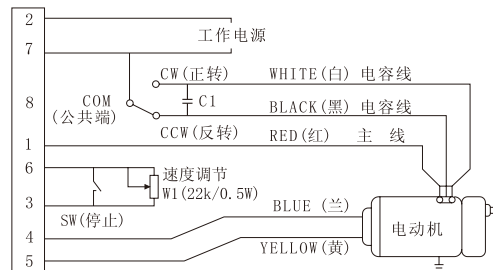 2
工作电源
7
CW(正转)
WHITE(白) 电容线
8
COM
(公共端)
C1
BLACK(黑) 电容线
CCW(反转)
RED(红) 主 线
1
6
速度调节
W1(22k/0.5W)
3
SW(停止)
BLUE (兰)
电动机
4
YELLOW(黄)
5